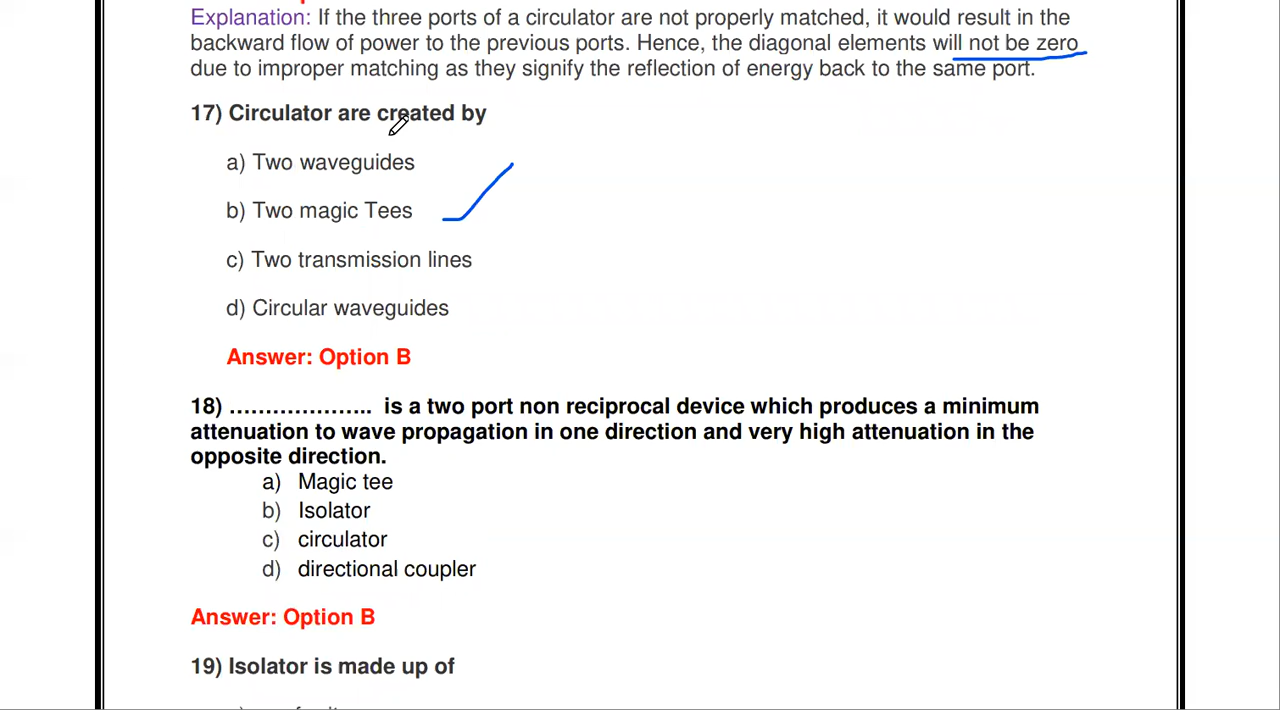 Explanation: If the three ports of a circulator are not properly matched, it would result in the
backward flow of power to the previous ports. Hence, the diagonal elements will not be zero
due to improper matching as they signify the reflection of energy back to the same port.
17) Circulator are created by
a) Two waveguides
b) Two magic Tees
c) Two transmission lines
d) Circular waveguides
Answer: Option B
18) ……………….. is a two port non reciprocal device which produces a minimum
attenuation to wave propagation in one direction and very high attenuation in the
opposite direction.
a) Magic tee
b) Isolator
c) circulator
d) directional coupler
Answer: Option B
19) Isolator is made up of